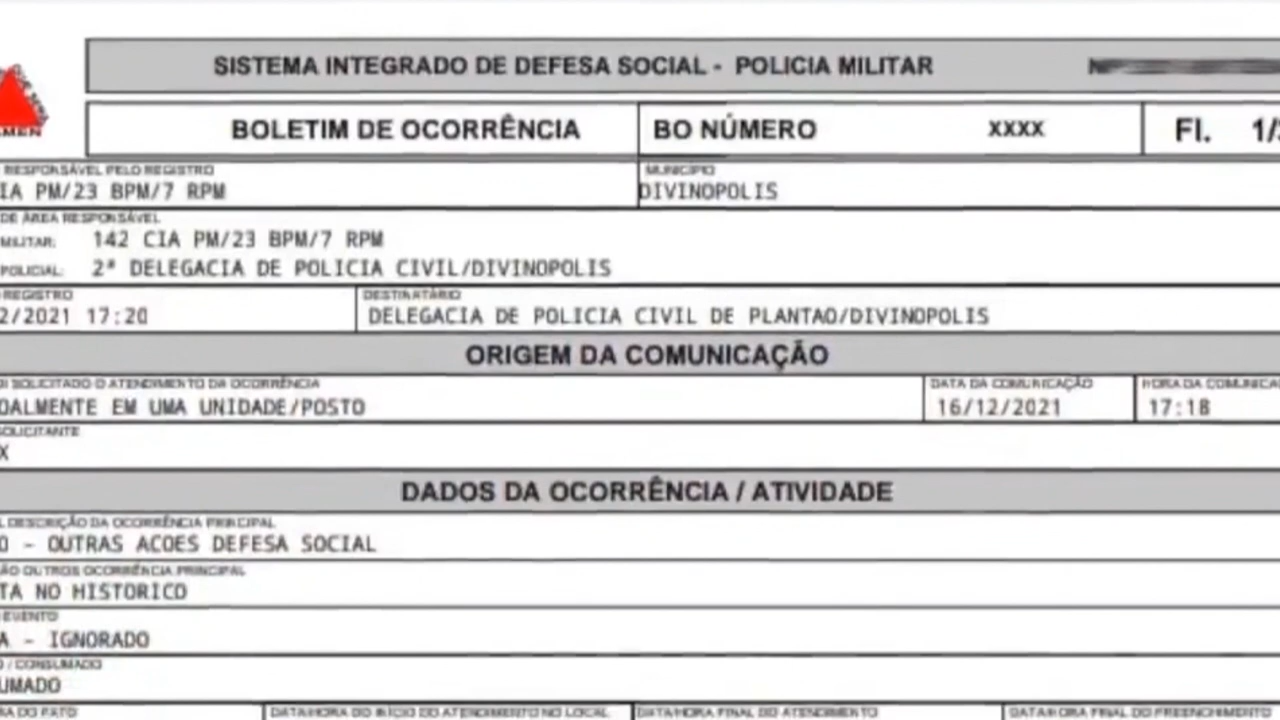 SISTEMA INTEGRADO DE DEFESA SOCIAL - POLICIA MILITAR
BOLETIM DE OCORRÊNCIA BO NÚMERO XXXX Fl. 1/
RESPONSÁVEL PELO REGISTRO MUNICÍPIO
IA PM/23 BPM/7 RPM DIVINOPOLIS
DE ÁREA RESPONSÁVEL
MILITAR: 142 CIA PM/23 BPM/7 RPM
POLICIAL: 2ª DELEGACIA DE POLICIA CIVIL/DIVINOPOLIS
REGISTRO DESTINATÁRIO
2/2021 17:20 DELEGACIA DE POLICIA CIVIL DE PLANTAO/DIVINOPOLIS
ORIGEM DA COMUNICAÇÃO
OI SOLICITADO O ATENDIMENTO DA OCORRÊNCIA DATA DA COMUNICAÇÃO HORA DA COMUNICA
OALMENTE EM UMA UNIDADE/POSTO 16/12/2021 17:18
SOLICITANTE
X
DADOS DA OCORRÊNCIA / ATIVIDADE
DESCRIÇÃO DA OCORRÊNCIA PRINCIPAL
0 - OUTRAS ACOES DEFESA SOCIAL
ÃO OUTROS OCORRÊNCIA PRINCIPAL
TA NO HISTORICO
EVENTO
A - IGNORADO
O / CONSUMADO
UMADO
RA DO FATO DATA/HORA DO INÍCIO DO ATENDIMENTO NO LOCAL DATA/HORA FINAL DO ATENDIMENTO DATA/HORA FINAL DO PREENCHIMENTO